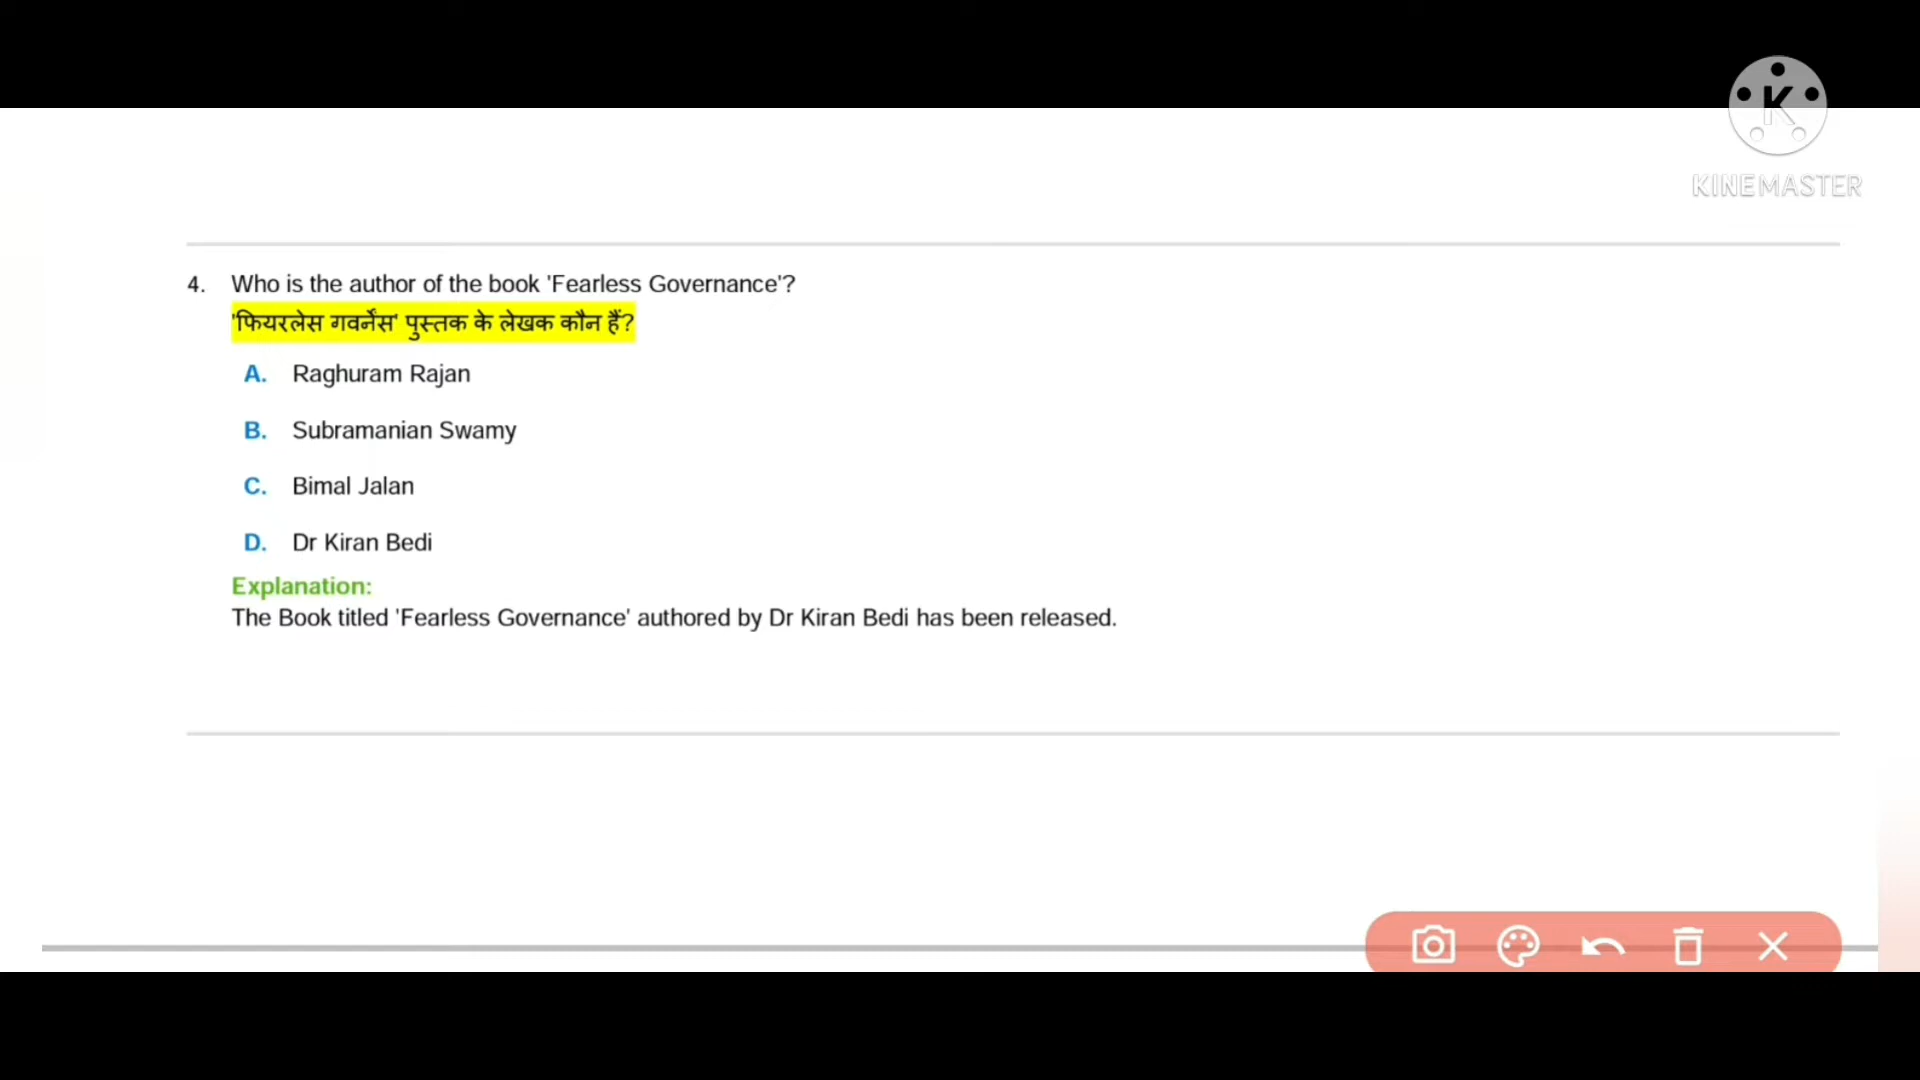 K
KINEMASTER
4. Who is the author of the book 'Fearless Governance'?
'फियरलेस गवर्नेंस' पुस्तक के लेखक कौन हैं?
A. Raghuram Rajan
B. Subramanian Swamy
C. Bimal Jalan
D. Dr Kiran Bedi
Explanation:
The Book titled 'Fearless Governance' authored by Dr Kiran Bedi has been released.